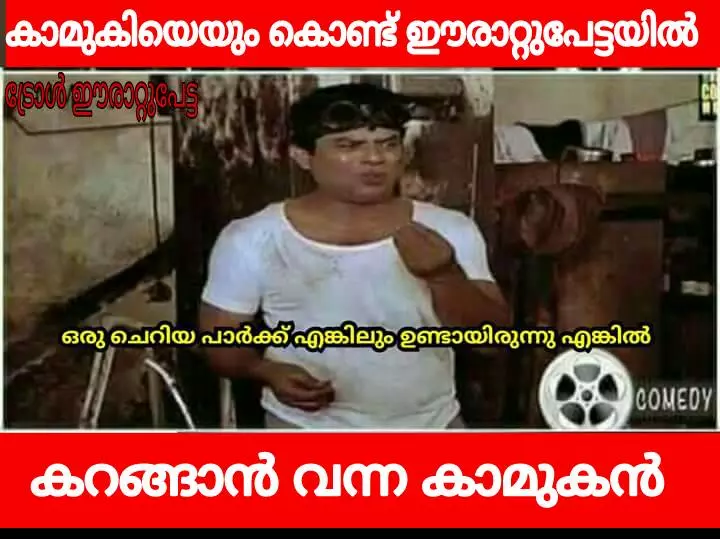 കാമുകിയെയും കൊണ്ട് ഈരാറ്റുപേട്ടയിൽ
ട്രോൾ ഈരാറ്റുപേട്ട
ഒരു ചെറിയ പാർക്ക് എങ്കിലും ഉണ്ടായിരുന്നു എങ്കിൽ
COMEDY
കറങ്ങാൻ വന്ന കാമുകൻ